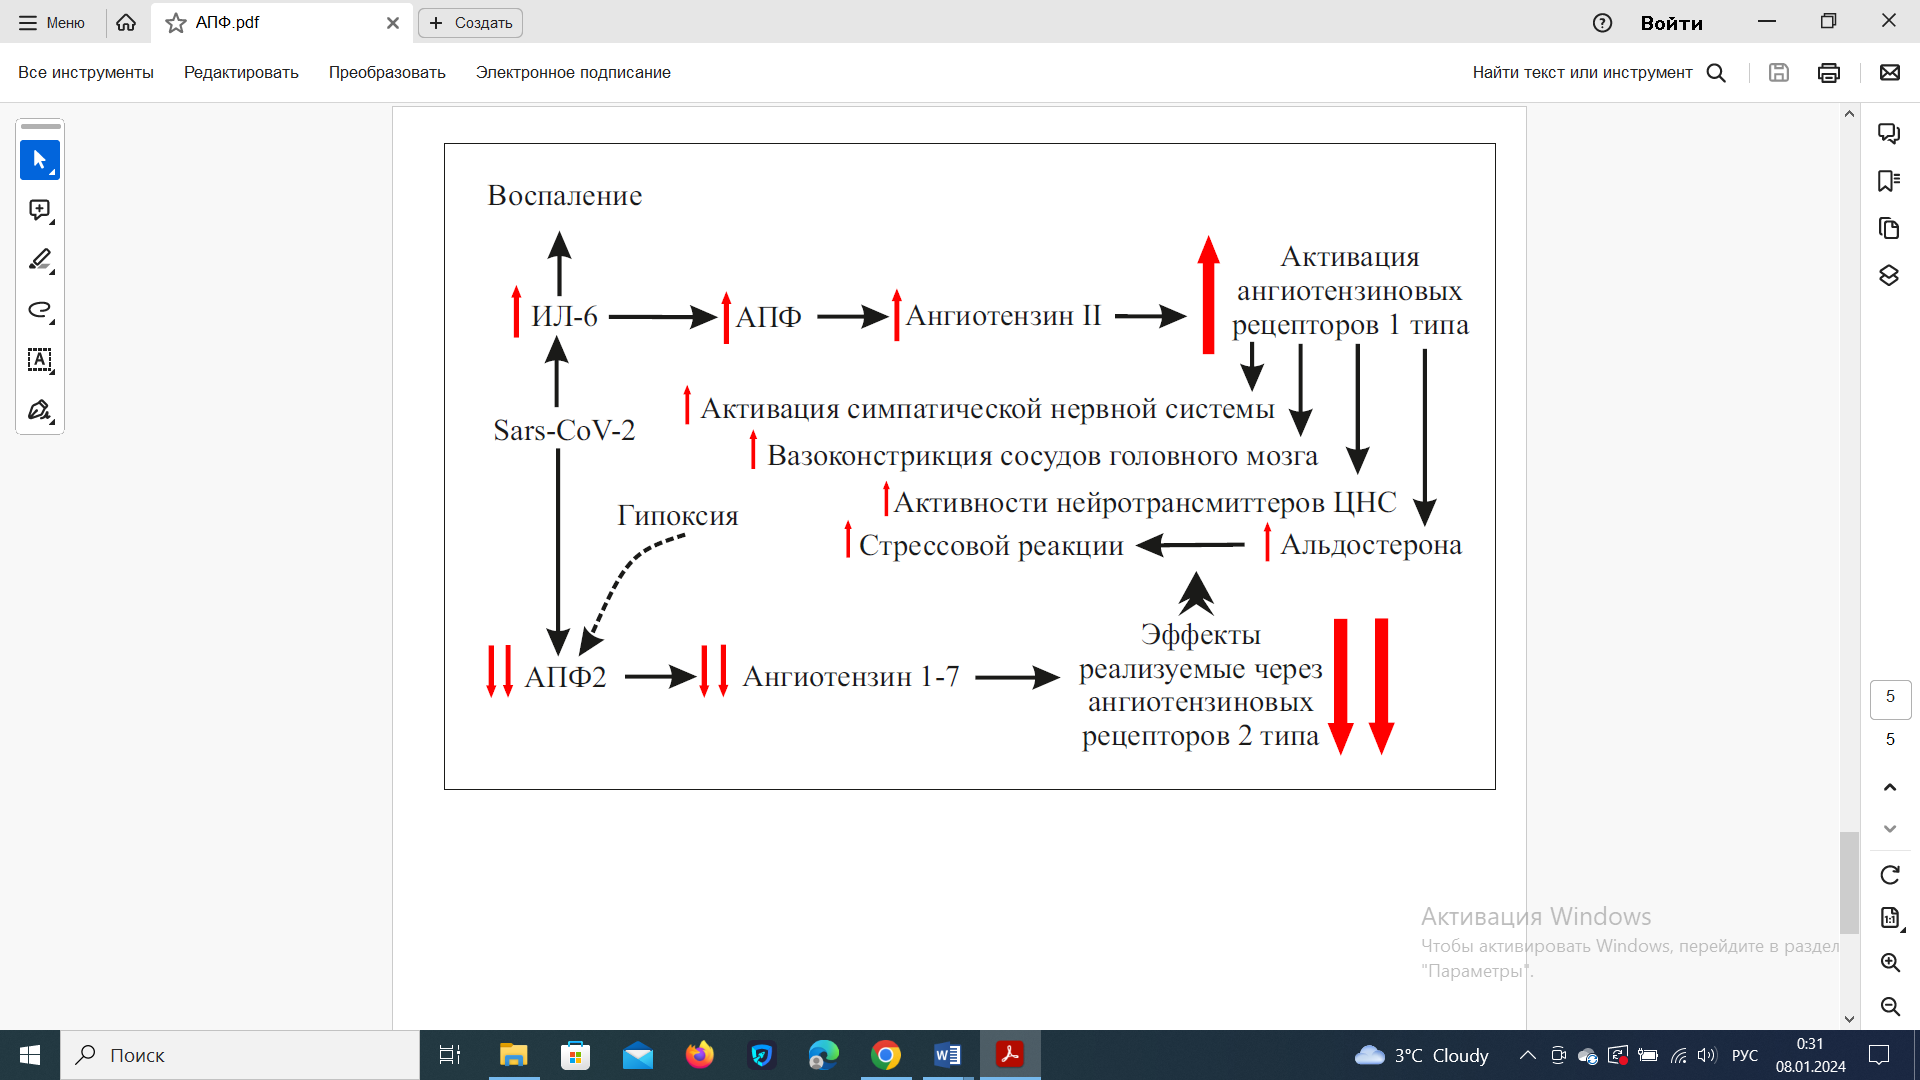 Меню
АПФ.pdf
Создать
Войти
Все инструменты
Редактировать
Преобразовать
Электронное подписание
Найти текст или инструмент
Воспаление
ИЛ-6
АПФ
Ангиотензин II
Активация
ангиотензиновых
рецепторов 1 типа
Активация симпатической нервной системы
Sars-CoV-2
Вазоконстрикция сосудов головного мозга
Активности нейротрансмиттеров ЦНС
Гипоксия
Стрессовой реакции
Альдостерона
АПФ2
Ангиотензин 1-7
Эффекты
реализуемые через
ангиотензиновых
рецепторов 2 типа
A
5
5
1:1
Активация Windows
Чтобы активировать Windows, перейдите в раздел
"Параметры".
Поиск
W
3°C Cloudy
РУС
0:31
08.01.2024